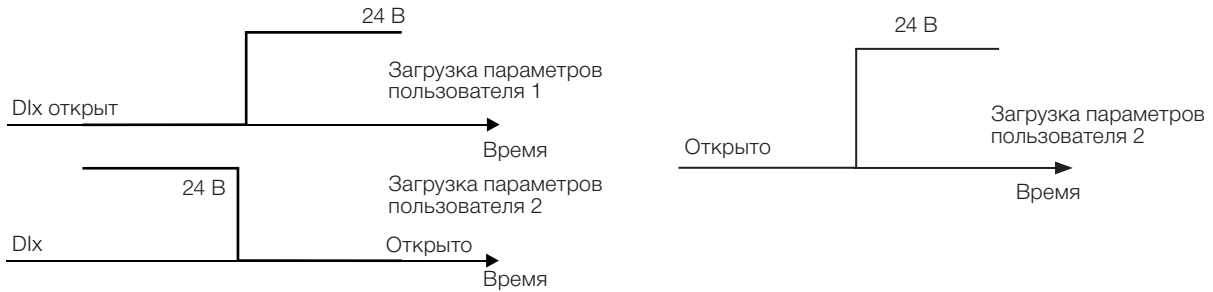 24 В
Загрузка параметров
пользователя 1
DIx открыт
Время
24 В
Загрузка параметров
пользователя 2
DIx
Открыто
Время
24 В
Загрузка параметров
пользователя 2
Открыто
Время